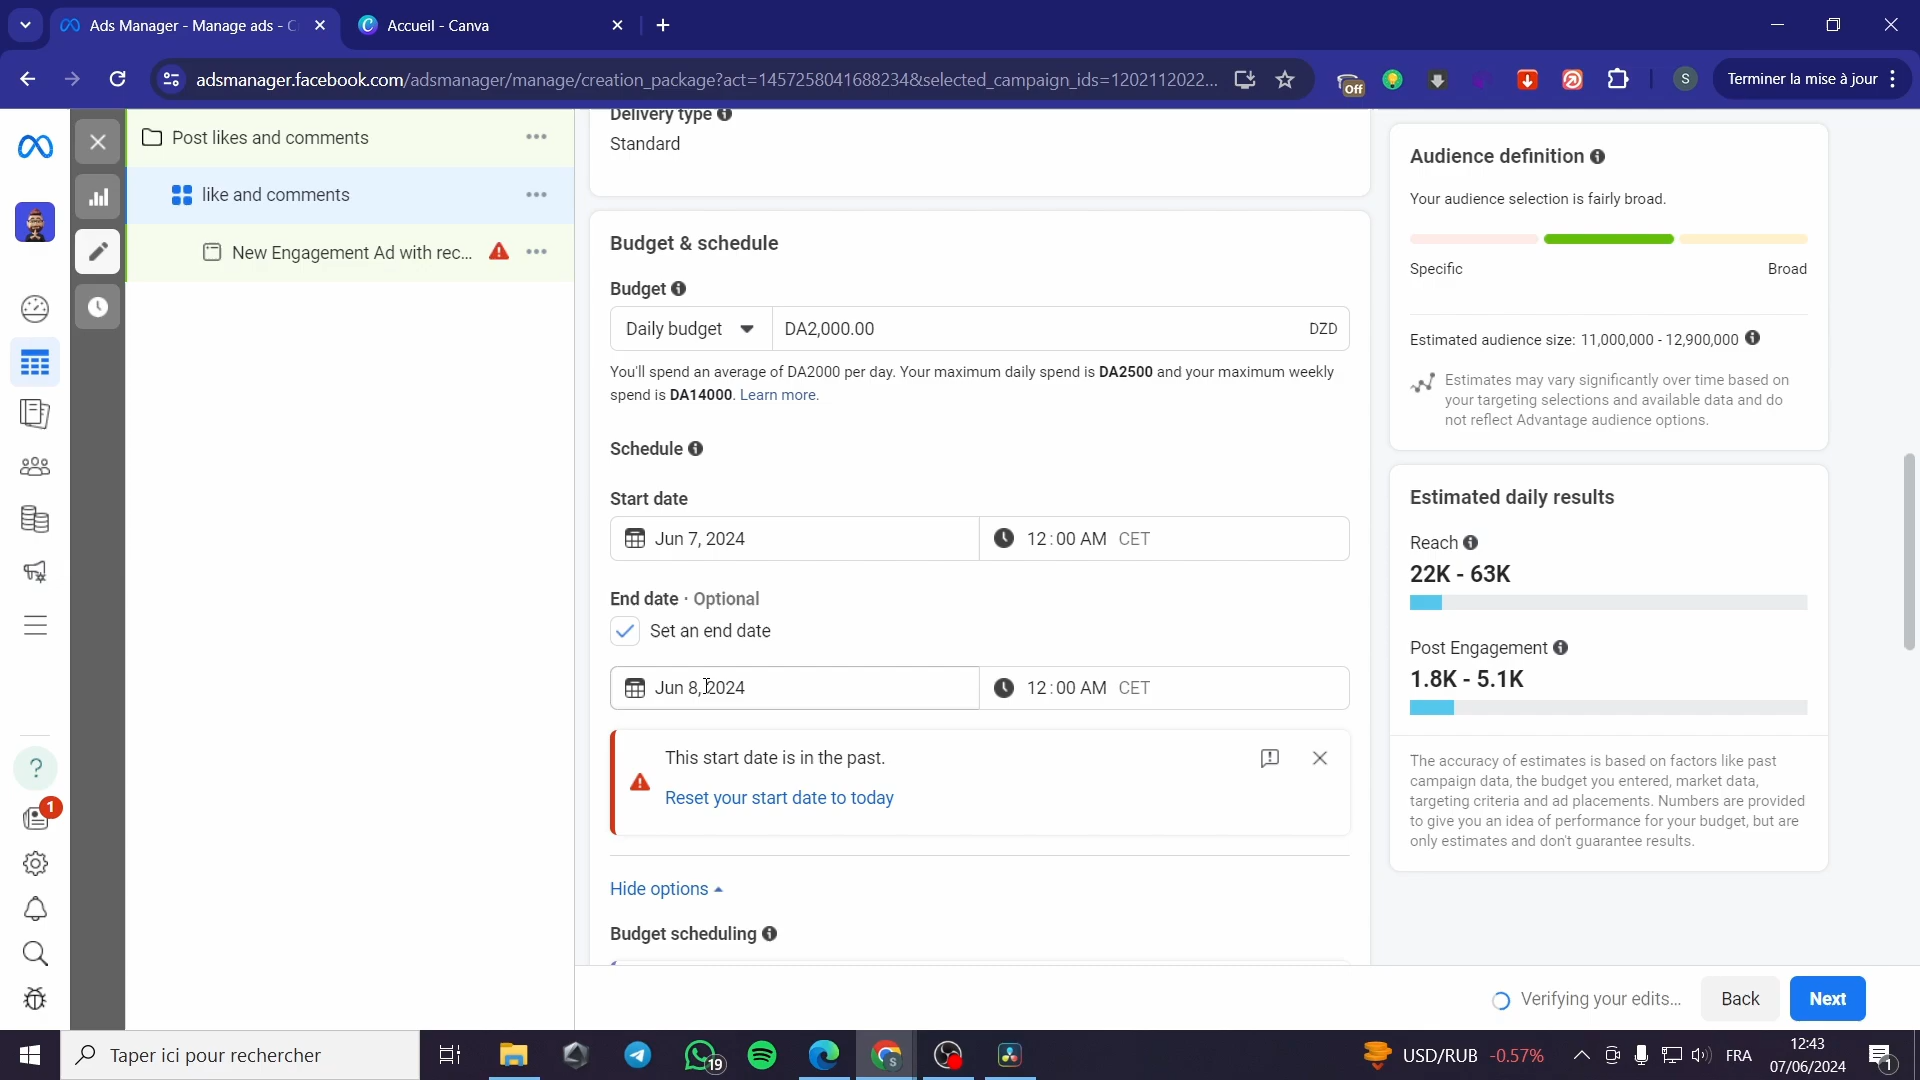 Ads Manager - Manage ads - C
Accueil - Canva
adsmanager.facebook.com/adsmanager/manage/creation_package?act=1457258041688234&selected_campaign_ids=1202112022...
Off
S
Terminer la mise à jour
Post likes and comments
like and comments
New Engagement Ad with rec...
Delivery type
Standard
Budget & schedule
Budget
Daily budget
DA2,000.00
DZD
You'll spend an average of DA2000 per day. Your maximum daily spend is DA2500 and your maximum weekly
spend is DA14000. Learn more.
Schedule
Start date
Jun 7, 2024
12:00 AM CET
End date · Optional
Set an end date
Jun 8, 2024
12:00 AM CET
This start date is in the past.
Reset your start date to today
Hide options
Budget scheduling
Audience definition
Your audience selection is fairly broad.
Specific
Broad
Estimated audience size: 11,000,000 - 12,900,000
Estimates may vary significantly over time based on
your targeting selections and available data and do
not reflect Advantage audience options.
Estimated daily results
Reach
22K - 63K
Post Engagement
1.8K - 5.1K
The accuracy of estimates is based on factors like past
campaign data, the budget you entered, market data,
targeting criteria and ad placements. Numbers are provided
to give you an idea of performance for your budget, but are
only estimates and don't guarantee results.
Verifying your edits...
Back
Next
?
1
Taper ici pour rechercher
19
S
USD/RUB -0.57%
FRA
12:43
07/06/2024
1